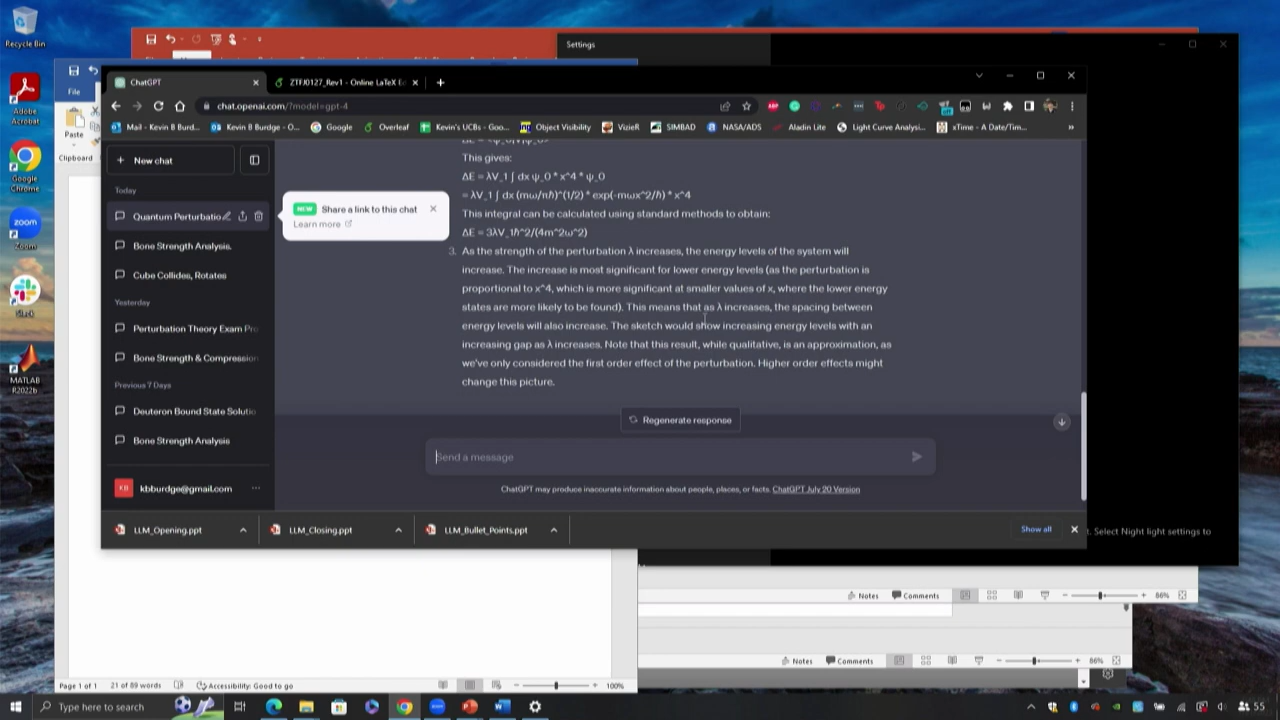 Recycle Bin
Adobe
Acrobat
Google
Chrome
Zoom
Slack
MATLAB
R2022b
Settings
File
Paste
Clipboard
ChatGPT
ZTFJ0127_Rev1 - Online LaTeX E
chat.openai.com/?model=gpt-4
Mail - Kevin B Burd...
Kevin B Burdge - O...
Google
Overleaf
Kevin's UCBs - Goo...
Object Visibility
VizieR
SIMBAD
NASA/ADS
Aladin Lite
Light Curve Analysi...
xTime - A Date/Tim...
New chat
Today
Quantum Perturbatio
Bone Strength Analysis.
Cube Collides, Rotates
Yesterday
Perturbation Theory Exam Pro
Bone Strength & Compression
Previous 7 Days
Deuteron Bound State Solutio
Bone Strength Analysis
KB kbburdge@gmail.com
NEW Share a link to this chat
Learn more
ΔE = <ψ_0|V|ψ_0>
This gives:
ΔE = λV_1 ∫ dx ψ_0 * x^4 * ψ_0
= λV_1 ∫ dx (mω/πħ)^(1/2) * exp(-mωx^2/ħ) * x^4
This integral can be calculated using standard methods to obtain:
ΔE = 3λV_1ħ^2/(4m^2ω^2)
3. As the strength of the perturbation λ increases, the energy levels of the system will
increase. The increase is most significant for lower energy levels (as the perturbation is
proportional to x^4, which is more significant at smaller values of x, where the lower energy
states are more likely to be found). This means that as λ increases, the spacing between
energy levels will also increase. The sketch would show increasing energy levels with an
increasing gap as λ increases. Note that this result, while qualitative, is an approximation, as
we've only considered the first order effect of the perturbation. Higher order effects might
change this picture.
Regenerate response
Send a message
ChatGPT may produce inaccurate information about people, places, or facts. ChatGPT July 20 Version
LLM_Opening.ppt
LLM_Closing.ppt
LLM_Bullet_Points.ppt
Show all
t. Select Night light settings to
Notes
Comments
86%
Notes
Comments
86%
Page 1 of 1
21 of 89 words
Accessibility: Good to go
100%
Type here to search
55